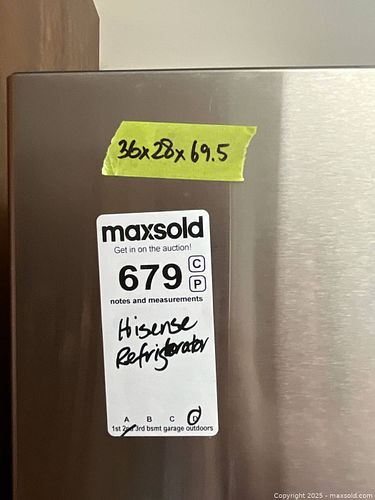 36x28x69.5
maxsold
Get in on the auction!
679 C
P
notes and measurements
Hisense
Refrigerator
A B C D
1st 2nd 3rd bsmt garage outdoors
Copyright 2025 - maxsold.com